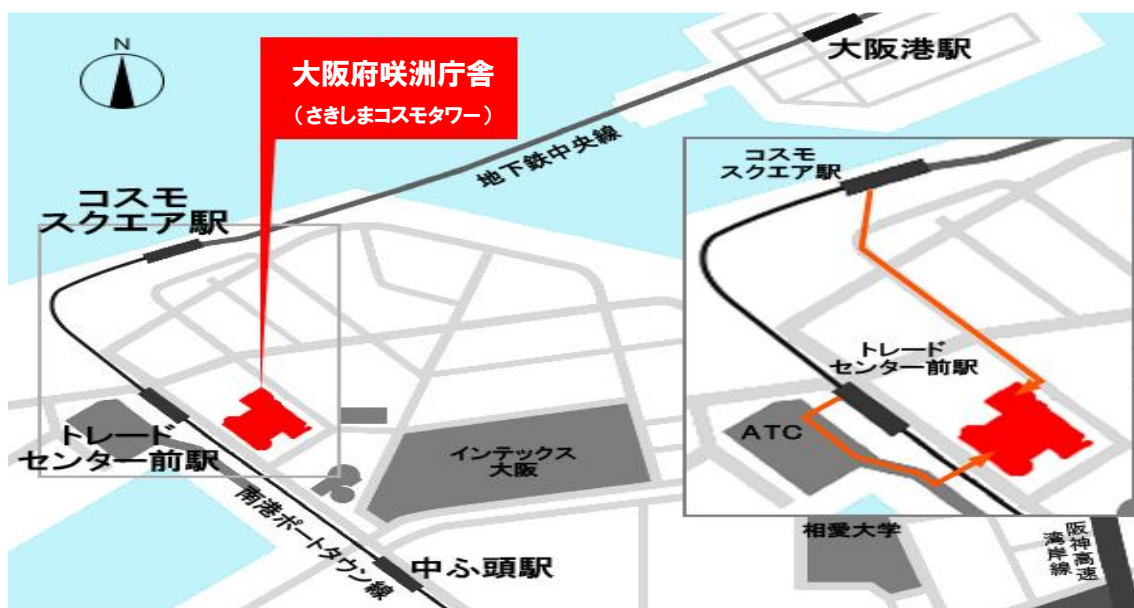 N
大阪府咲洲庁舎
（さきしまコスモタワー）
大阪港駅
地下鉄中央線
コスモ
スクエア駅
コスモ
スクエア駅
トレード
センター前駅
ATC
トレード
センター前駅
インテックス
大阪
南港ポートタウン線
中ふ頭駅
相愛大学
阪神高速
湾岸線